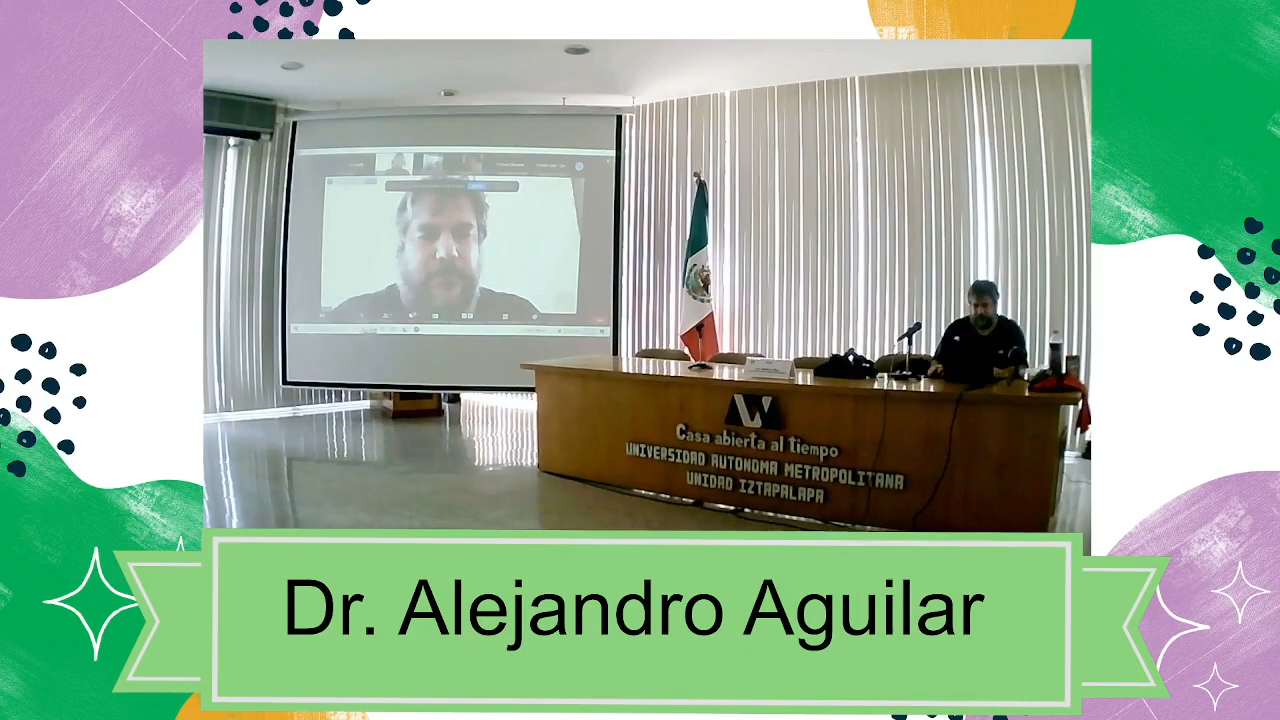 Casa abierta al tiempo
UNIVERSIDAD AUTONOMA METROPOLITANA
UNIDAD IZTAPALAPA
Dr. Alejandro Aguilar